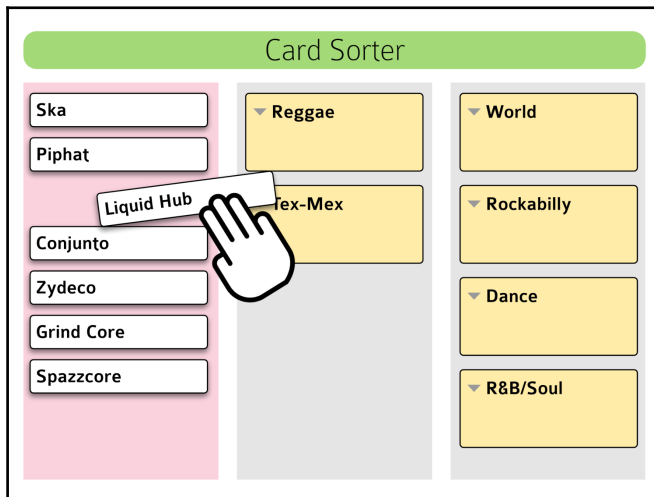 Card Sorter
Ska
Piphat
Liquid Hub
Conjunto
Zydeco
Grind Core
Spazzcore
Reggae
Tex-Mex
World
Rockabilly
Dance
R&B/Soul